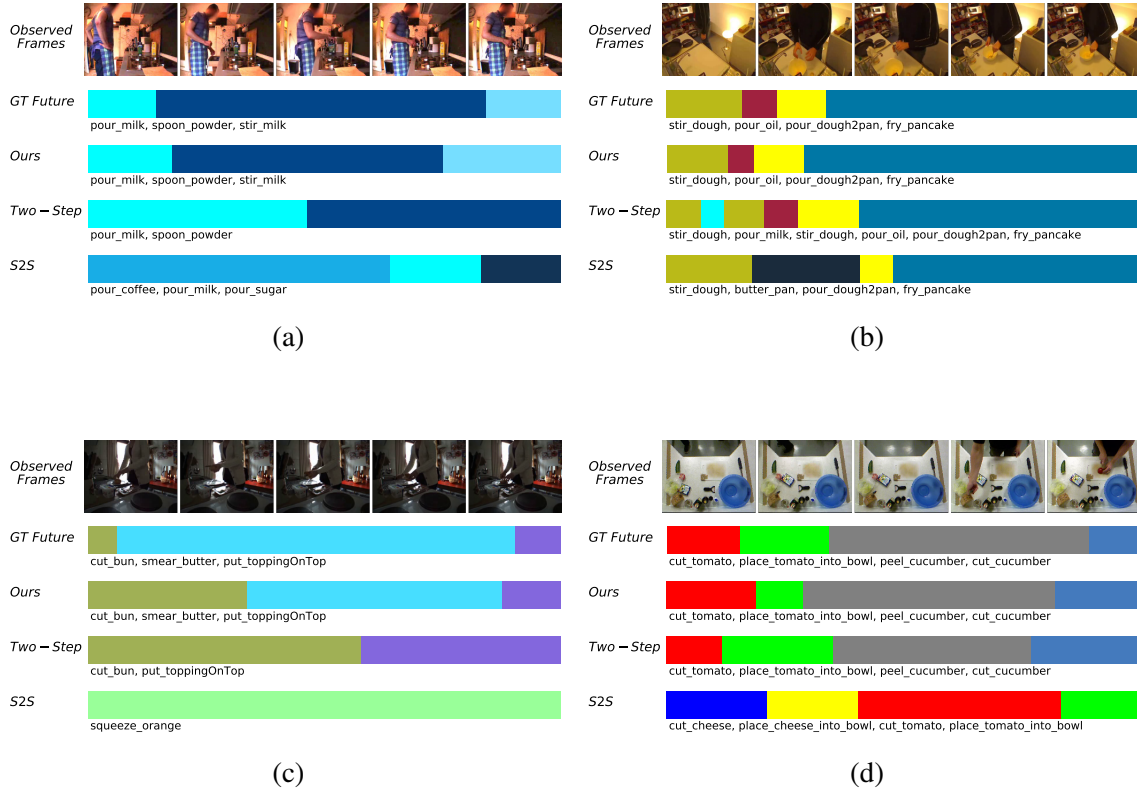 Observed
Frames
GT Future
pour_milk, spoon_powder, stir_milk
Ours
pour_milk, spoon_powder, stir_milk
Two – Step
pour_milk, spoon_powder
S2S
pour_coffee, pour_milk, pour_sugar
(a)
Observed
Frames
GT Future
stir_dough, pour_oil, pour_dough2pan, fry_pancake
Ours
stir_dough, pour_oil, pour_dough2pan, fry_pancake
Two – Step
stir_dough, pour_milk, stir_dough, pour_oil, pour_dough2pan, fry_pancake
S2S
stir_dough, butter_pan, pour_dough2pan, fry_pancake
(b)
Observed
Frames
GT Future
cut_bun, smear_butter, put_toppingOnTop
Ours
cut_bun, smear_butter, put_toppingOnTop
Two – Step
cut_bun, put_toppingOnTop
S2S
squeeze_orange
(c)
Observed
Frames
GT Future
cut_tomato, place_tomato_into_bowl, peel_cucumber, cut_cucumber
Ours
cut_tomato, place_tomato_into_bowl, peel_cucumber, cut_cucumber
Two – Step
cut_tomato, place_tomato_into_bowl, peel_cucumber, cut_cucumber
S2S
cut_cheese, place_cheese_into_bowl, cut_tomato, place_tomato_into_bowl
(d)